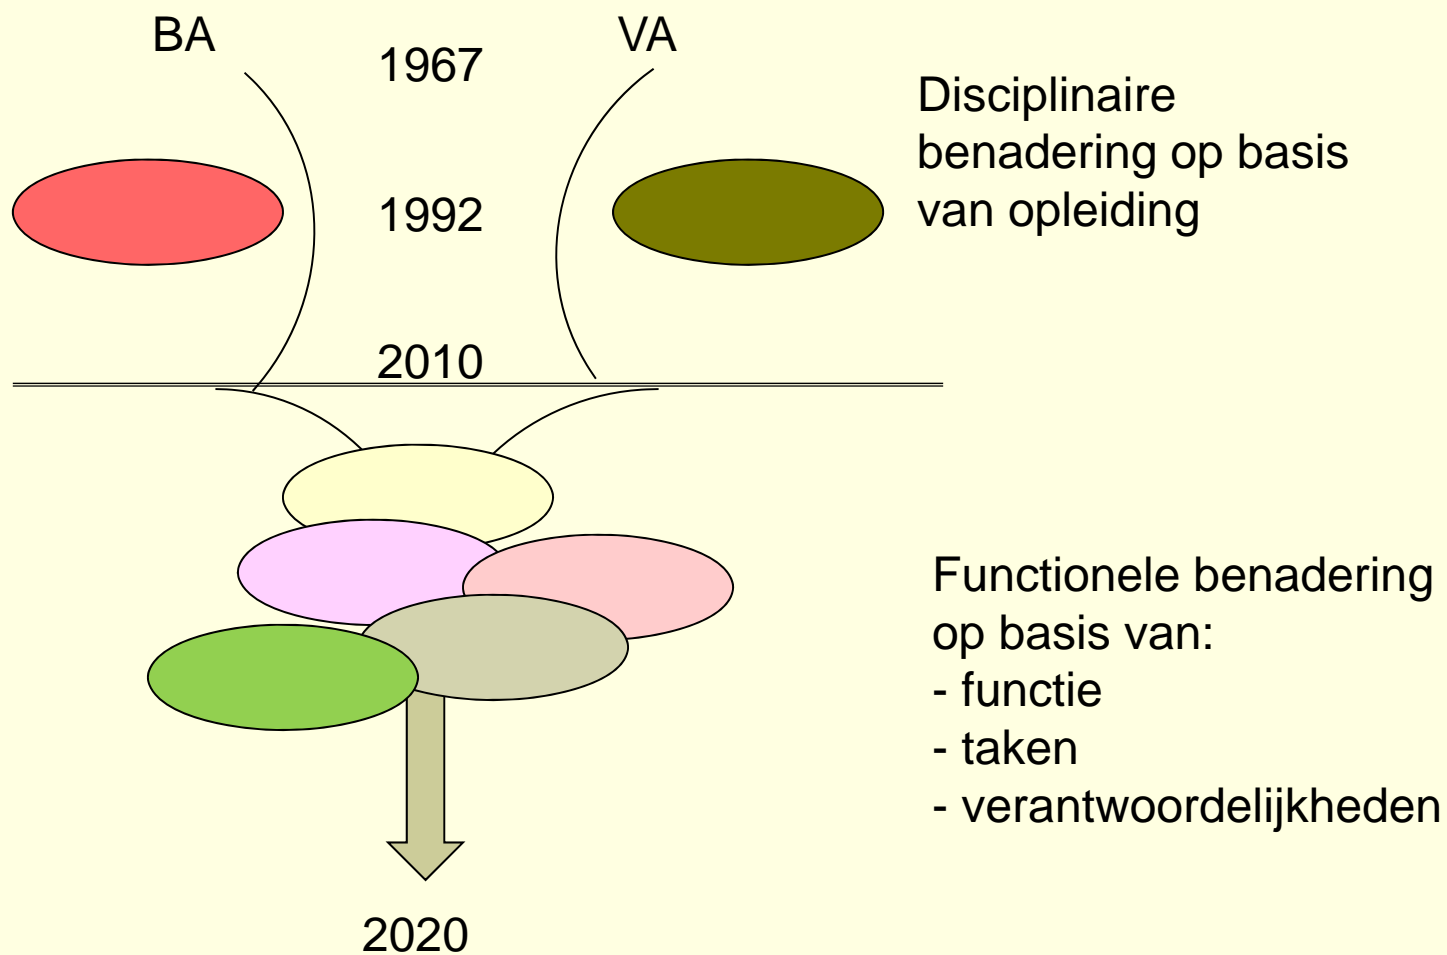 BA
VA
1967
Disciplinaire
benadering op basis
van opleiding
1992
2010
Functionele benadering
op basis van:
- functie
- taken
- verantwoordelijkheden
2020